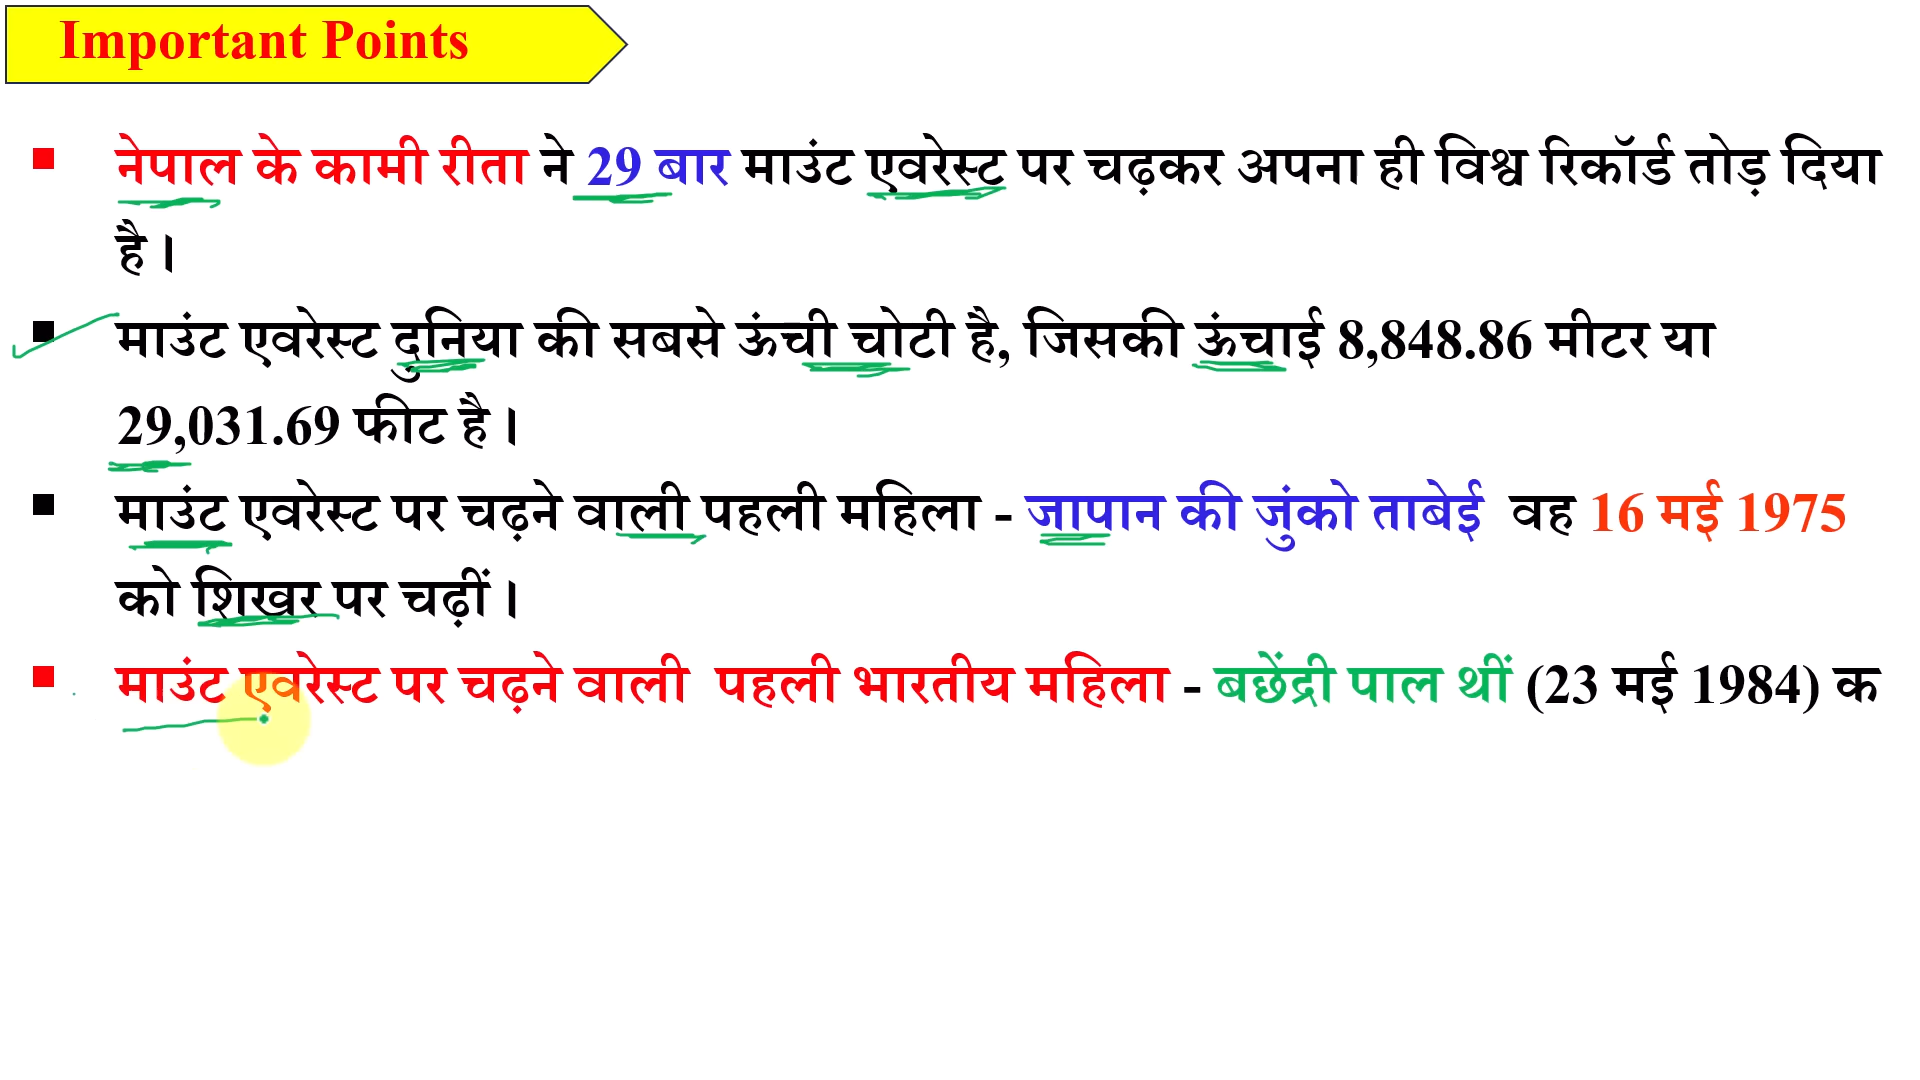 Important Points
नेपाल के कामी रीता ने 29 बार माउंट एवरेस्ट पर चढ़कर अपना ही विश्व रिकॉर्ड तोड़ दिया
है।
माउंट एवरेस्ट दुनिया की सबसे ऊंची चोटी है, जिसकी ऊंचाई 8,848.86 मीटर या
29,031.69 फीट है।
माउंट एवरेस्ट पर चढ़ने वाली पहली महिला - जापान की जुंको ताबेई वह 16 मई 1975
को शिखर पर चढ़ीं।
माउंट एवरेस्ट पर चढ़ने वाली पहली भारतीय महिला - बछेंद्री पाल थीं (23 मई 1984) क